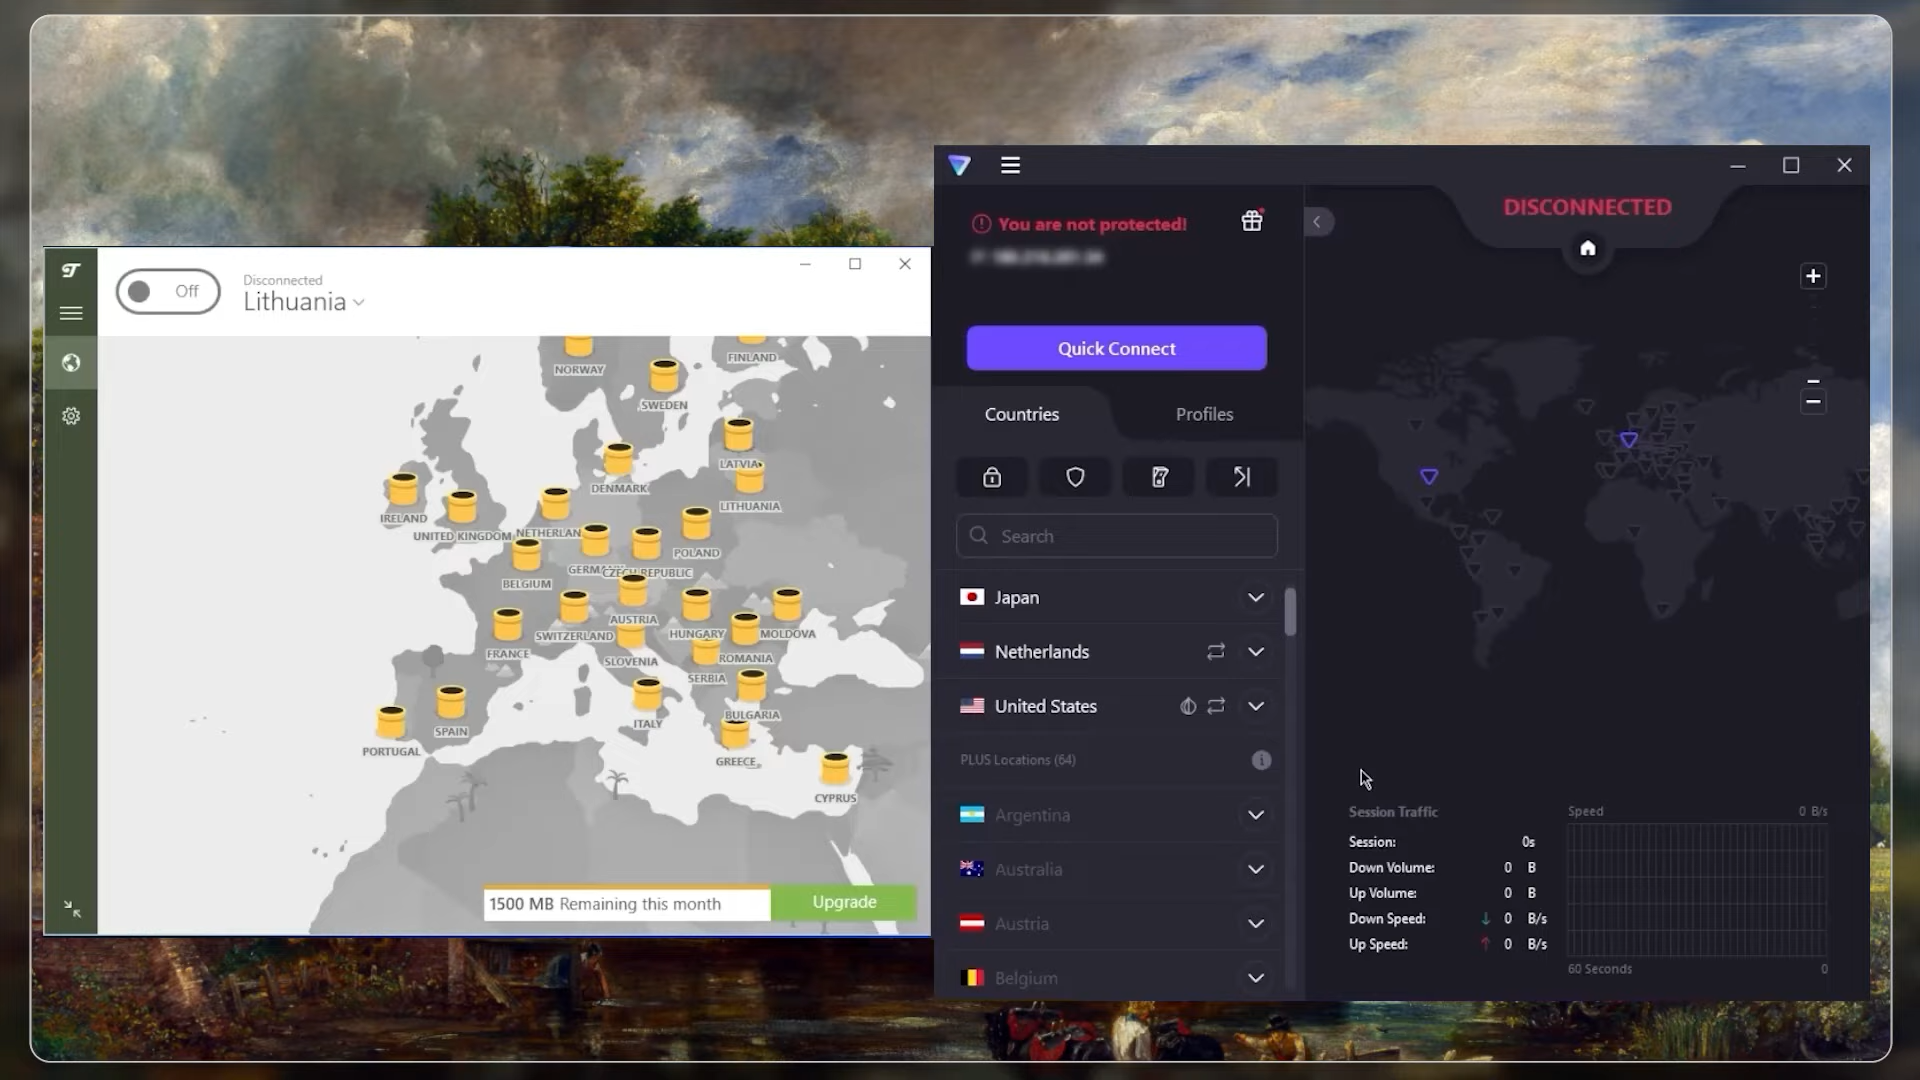 Off
Disconnected
Lithuania
NORWAY
FINLAND
SWEDEN
LATVIA
DENMARK
LITHUANIA
IRELAND
UNITED KINGDOM
NETHERLAN
POLAND
GERMA
CZECH REPUBLIC
BELGIUM
AUSTRIA
SWITZERLAND
HUNGARY
MOLDOVA
FRANCE
SLOVENIA
ROMANIA
SERBIA
BULGARIA
ITALY
SPAIN
PORTUGAL
GREECE
CYPRUS
1500 MB Remaining this month
Upgrade
You are not protected!
Quick Connect
Countries
Profiles
Search
Japan
Netherlands
United States
PLUS Locations (64)
Argentina
Australia
Austria
Belgium
DISCONNECTED
Session Traffic
Session: 0s
Down Volume: 0 B
Up Volume: 0 B
Down Speed: 0 B/s
Up Speed: 0 B/s
Speed 0 B/s
60 Seconds 0